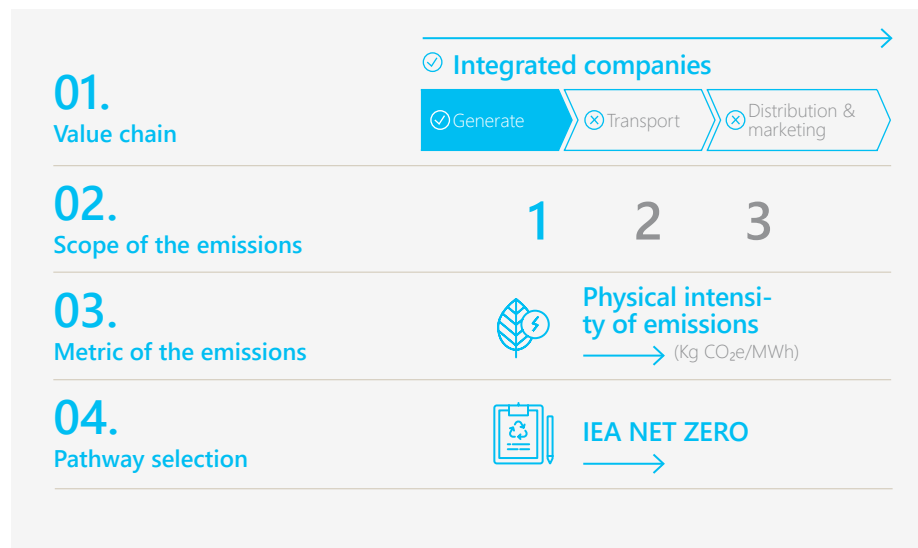 01.
Value chain
Integrated companies
Generate
Transport
Distribution &
marketing
02.
Scope of the emissions
1 2 3
03.
Metric of the emissions
Physical intensi-
ty of emissions
(Kg CO₂e/MWh)
04.
Pathway selection
IEA NET ZERO